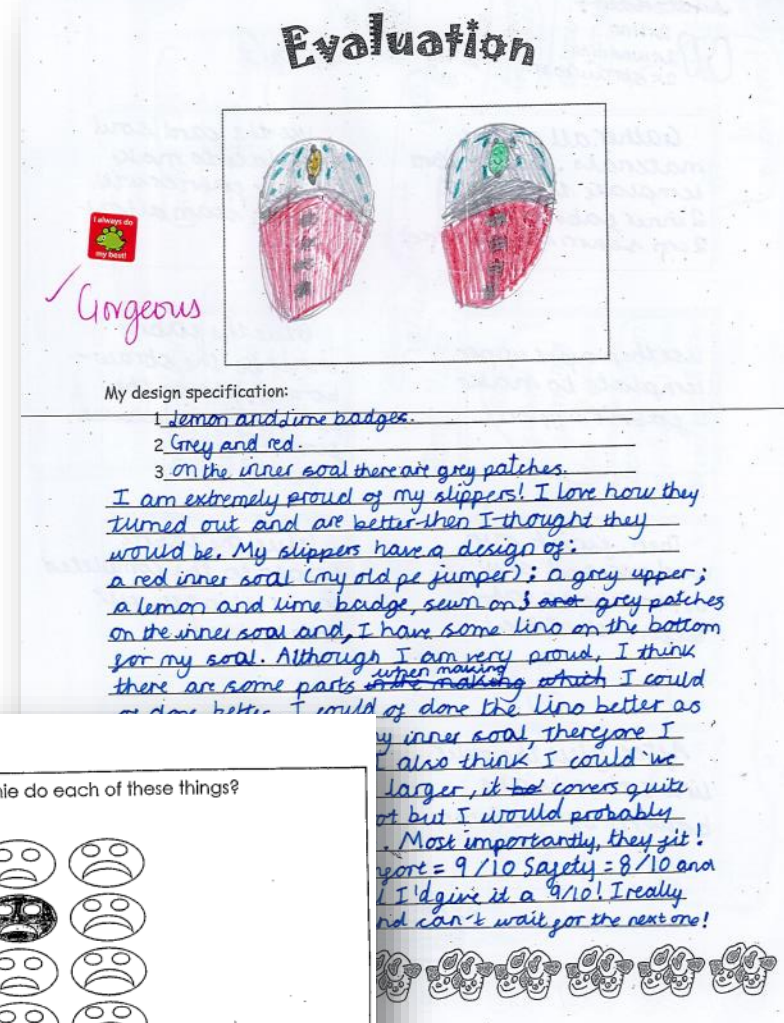 Evaluation
I always do
my best!
Gorgeous
My design specification:
1 Lemon and lime badges.
2 Grey and red.
3 on the inner soal there are grey patches.
I am extremely proud of my slippers! I love how they
turned out and are better then I thought they
would be. My slippers have a design of:
a red inner soal (my old pe jumper); a grey upper;
a lemon and lime badge, sewn on; and grey patches
on the inner soal and, I have some lino on the bottom
for my soal. Although I am very proud, I think
there are some parts in the making when making which I could
of done better. I could of done the lino better as
my inner soal, therefore I
I also think I could 've
larger, it covers quite
but I would probably
. Most importantly, they fit!
= 9/10 Safety = 8/10 and
I'd give it a 9/10! I really
can't wait for the next one!
do each of these things?